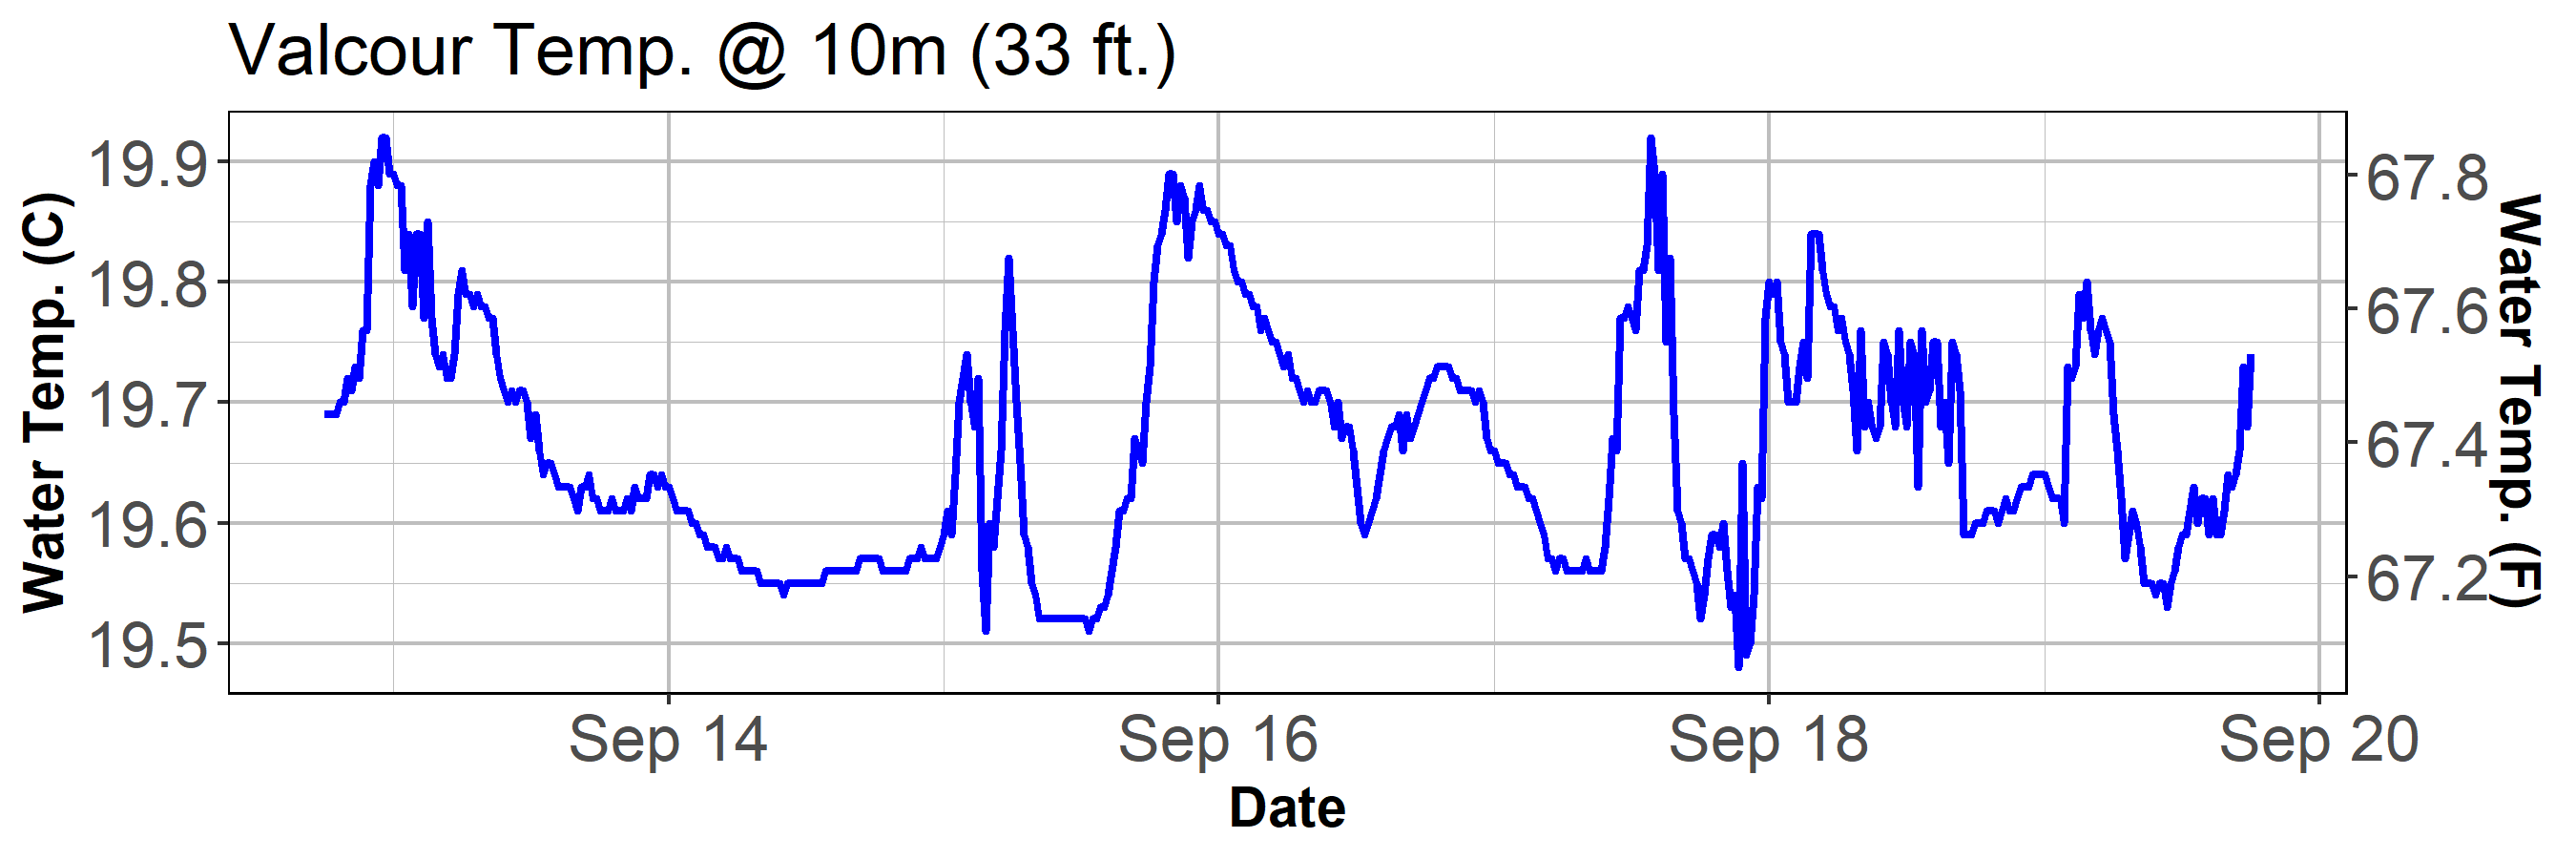 Valcour Temp. @ 10m (33 ft.)
Water Temp. (C)
19.9
19.8
19.7
19.6
19.5
67.8
67.6
67.4
67.2
Water Temp. (F)
Sep 14 Sep 16 Sep 18 Sep 20
Date